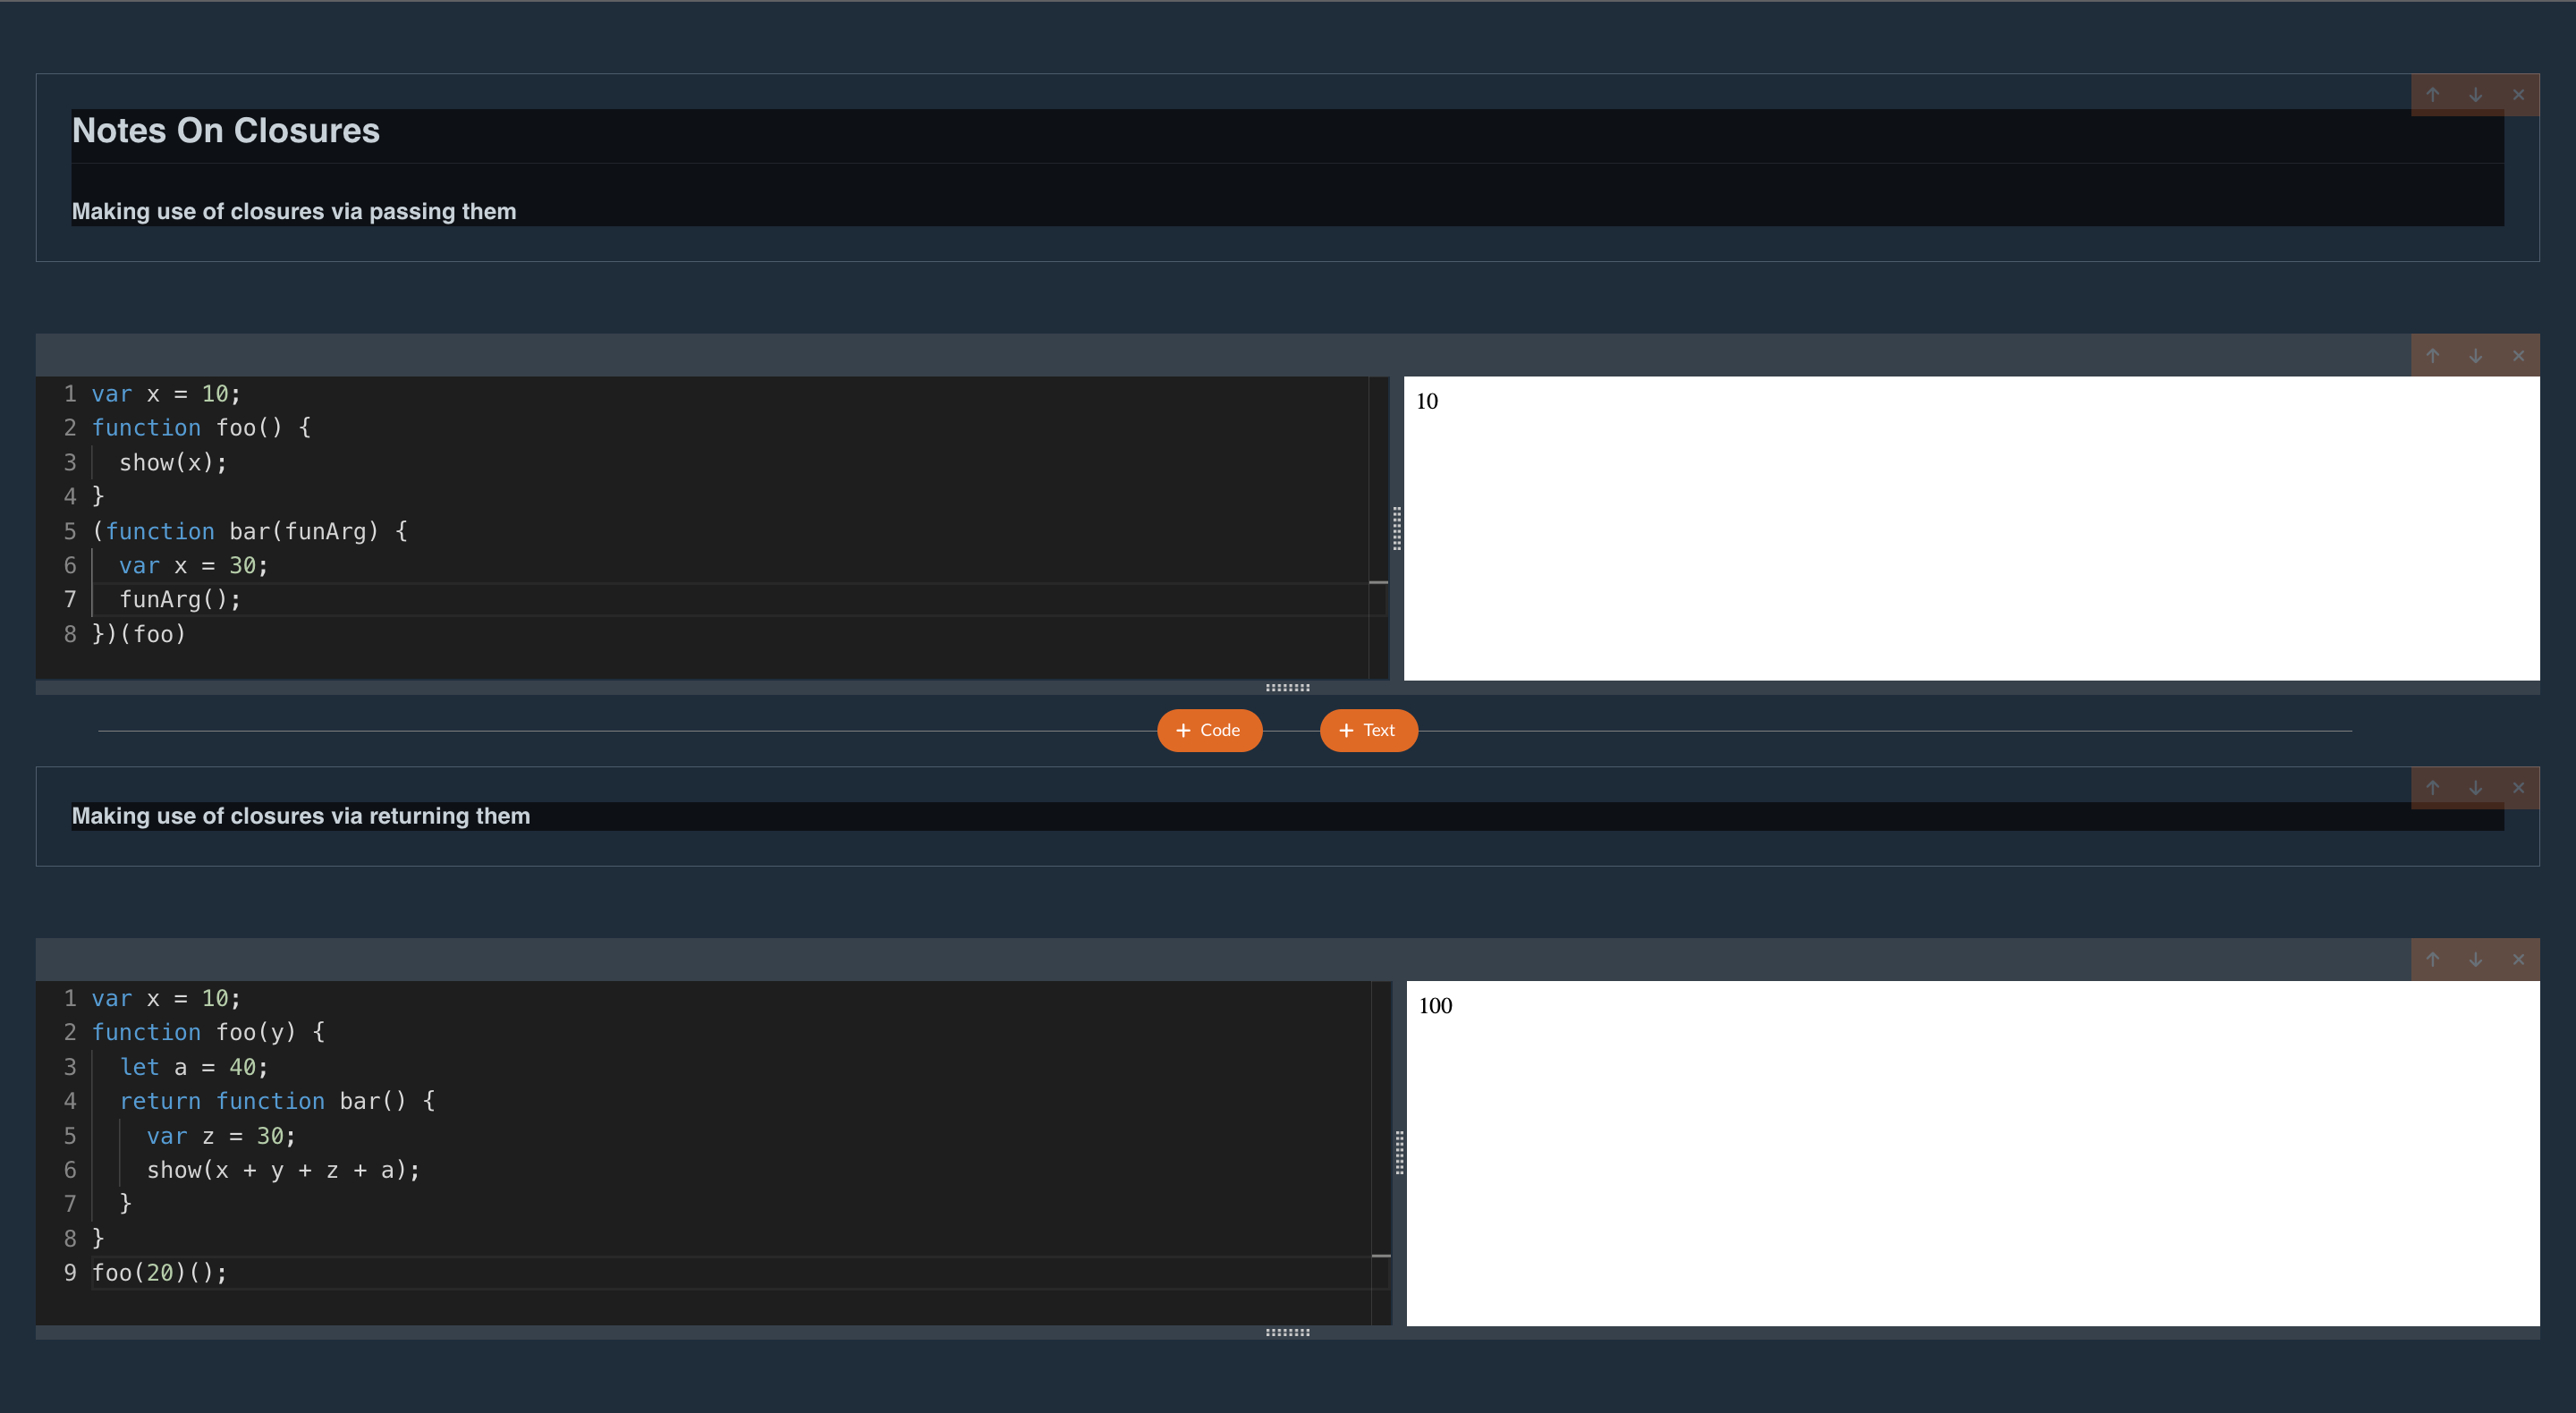 Notes On Closures
Making use of closures via passing them
1 var x = 10;
2 function foo() {
3   show(x);
4 }
5 (function bar(funArg) {
6   var x = 30;
7   funArg();
8 })(foo)
10
+ Code
+ Text
Making use of closures via returning them
1 var x = 10;
2 function foo(y) {
3   let a = 40;
4   return function bar() {
5     var z = 30;
6     show(x + y + z + a);
7   }
8 }
9 foo(20)();
100